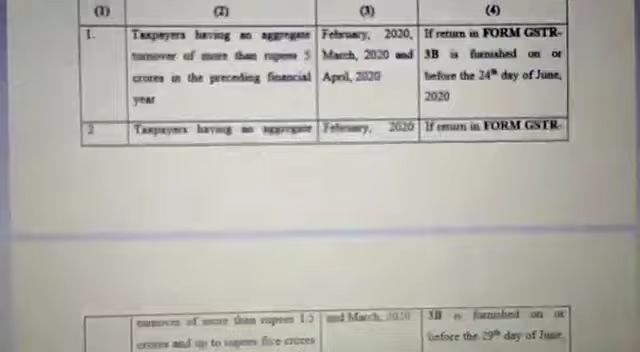 (1) (2) (3) (4)
1. Taxpayers having an aggregate February, 2020, If return in FORM GSTR-
turnover of more than rupees 5 March, 2020 and 3B is furnished on or
crores in the preceding financial April, 2020 before the 24th day of June,
year 2020
2 Taxpayers having an aggregate February, 2020 If return in FORM GSTR-
turnover of more than rupees 1.5 and March, 2020 3B is furnished on or
crores and up to rupees five crores before the 29th day of June,